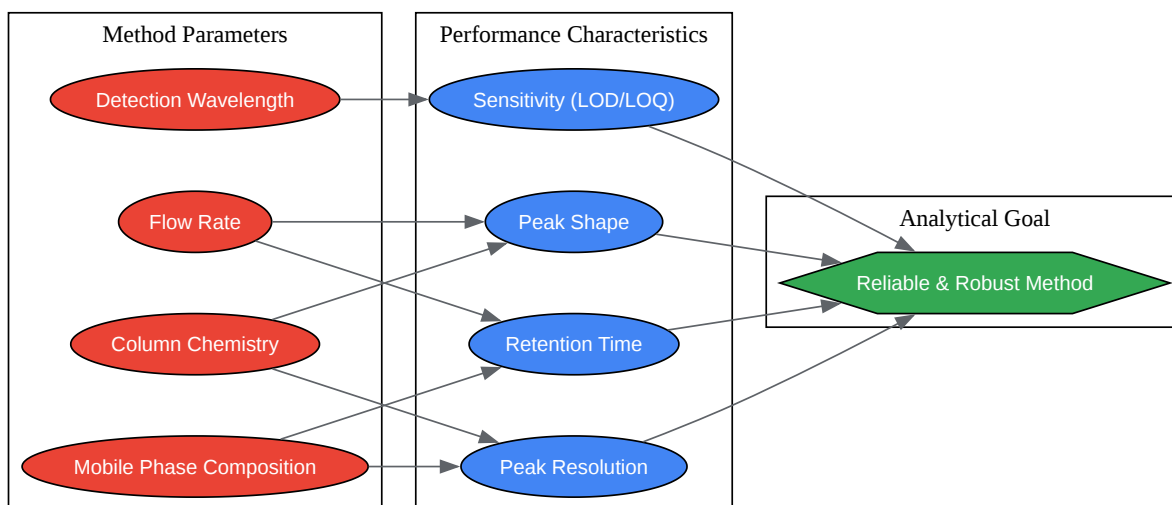 Method Parameters
Detection Wavelength
Flow Rate
Column Chemistry
Mobile Phase Composition
Performance Characteristics
Sensitivity (LOD/LOQ)
Peak Shape
Retention Time
Peak Resolution
Analytical Goal
Reliable & Robust Method